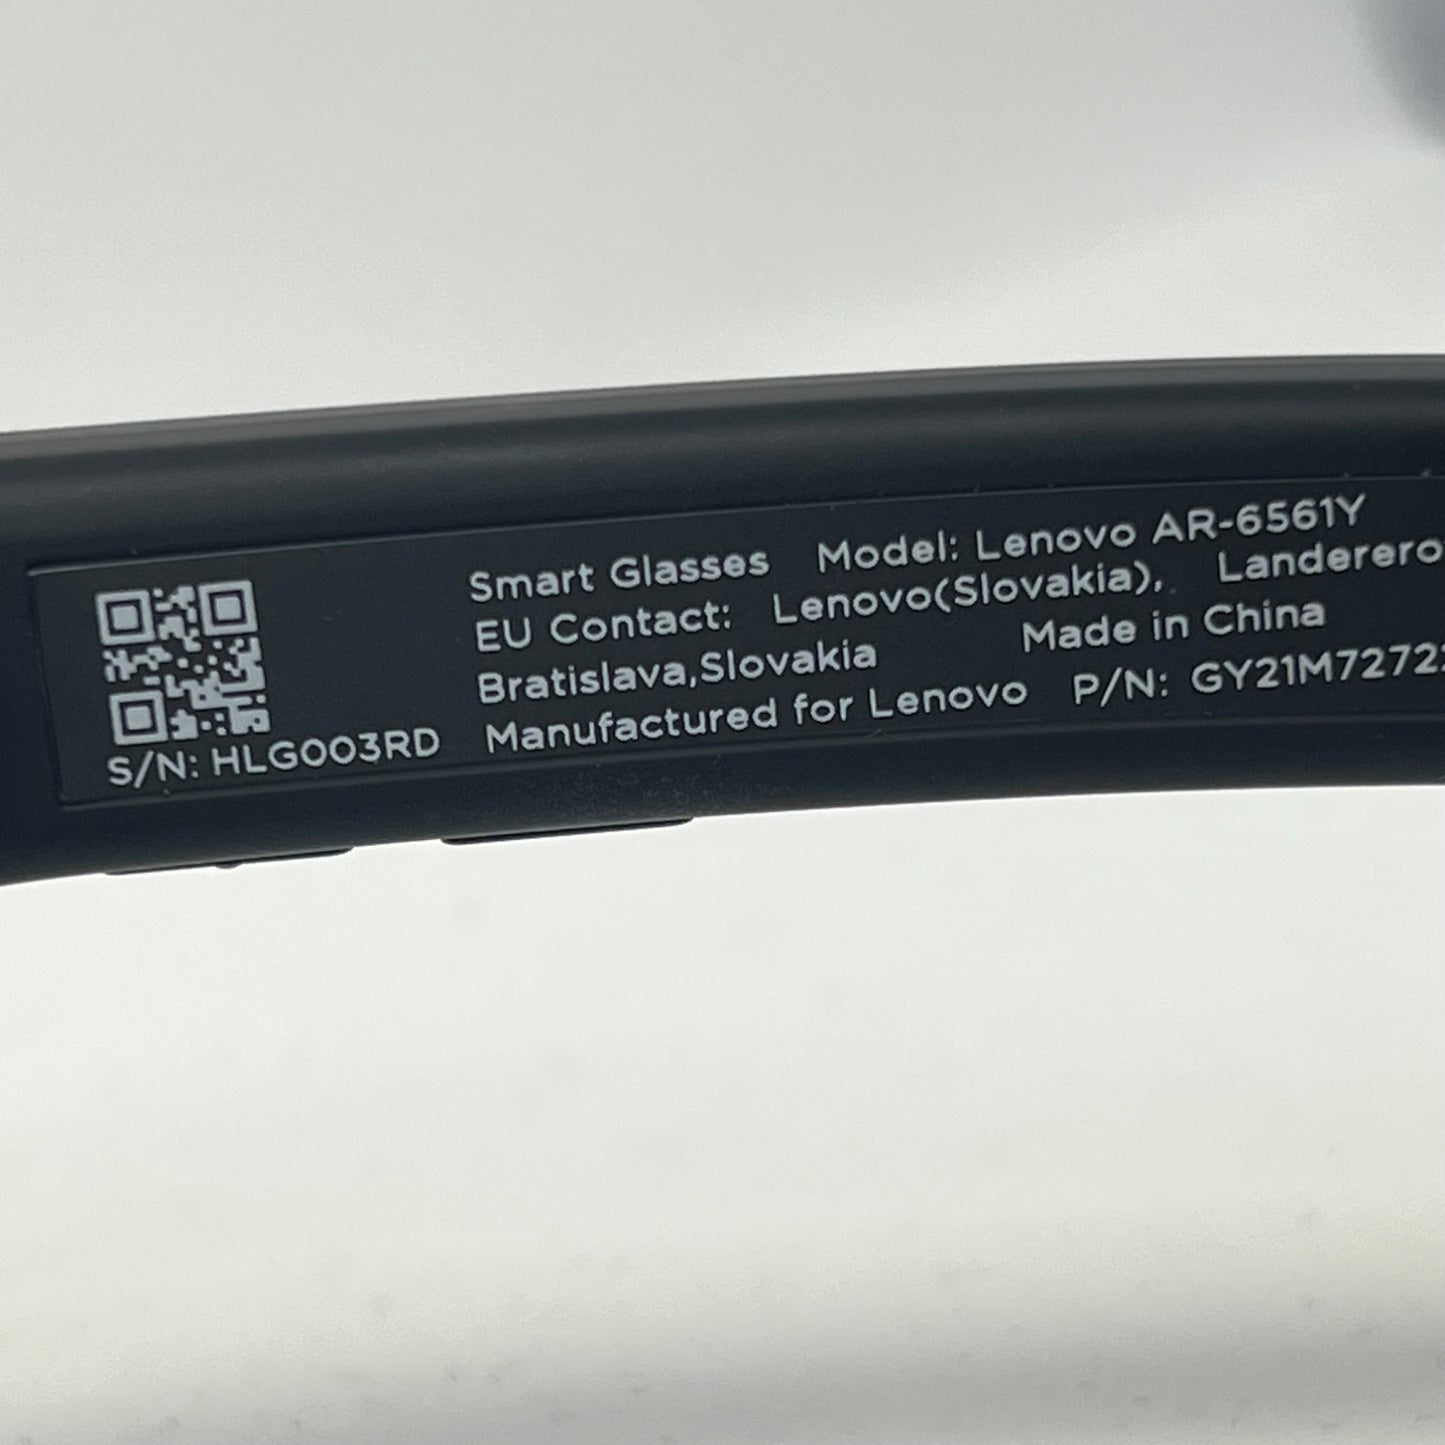 Smart Glasses Model: Lenovo AR-6561Y
EU Contact: Lenovo(Slovakia), Landerero
Bratislava,Slovakia Made in China
Manufactured for Lenovo P/N: GY21M7272
S/N: HLG003RD